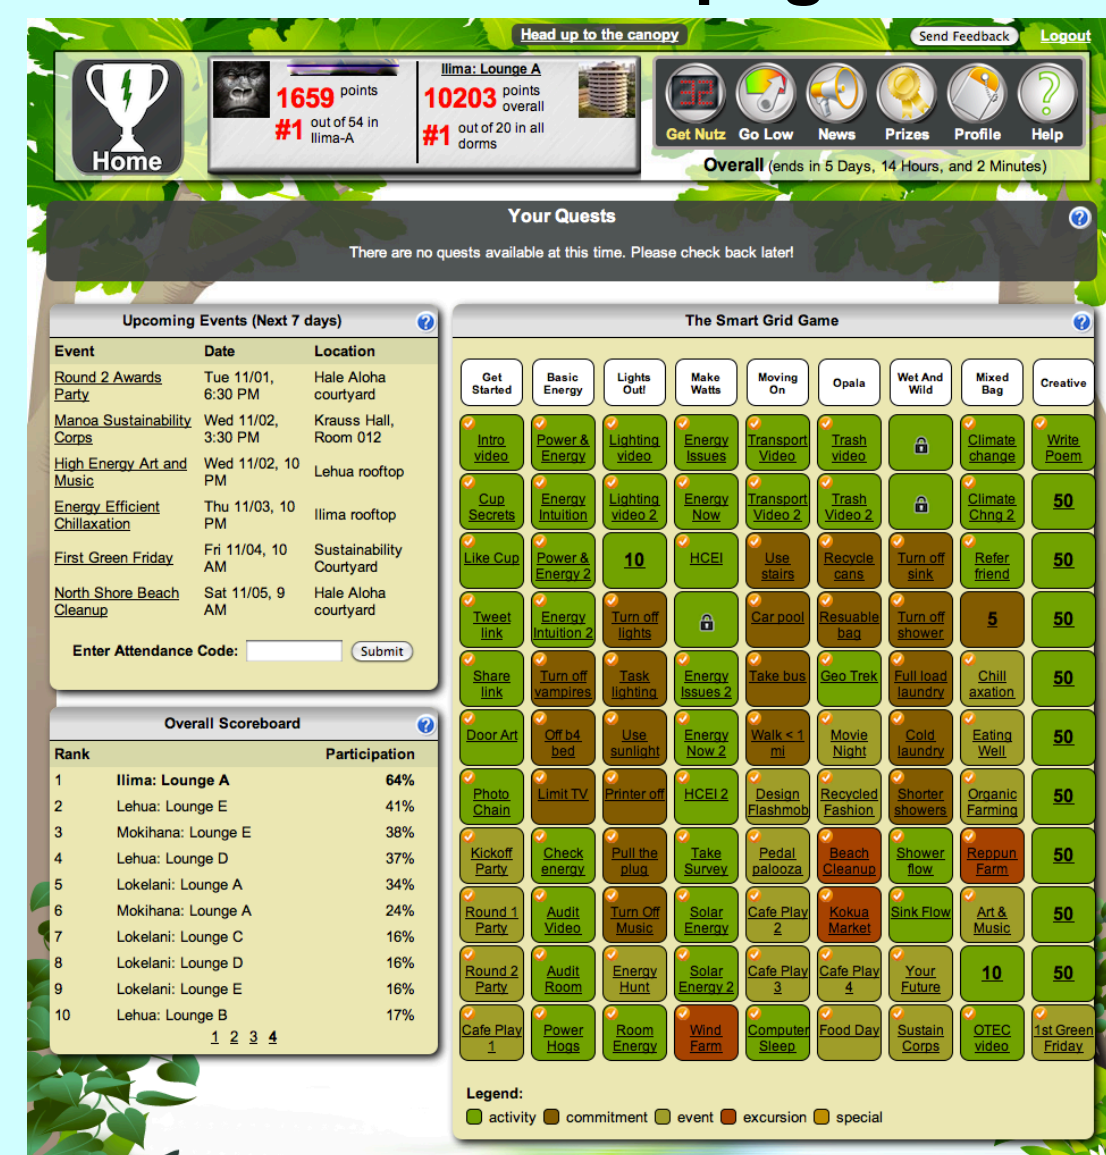 Head up to the canopy
Send Feedback
Logout
Home
1659 points
#1 out of 54 in
Ilima-A
Ilima: Lounge A
10203 points
overall
#1 out of 20 in all
dorms
32
Get Nutz Go Low News Prizes Profile Help
Overall (ends in 5 Days, 14 Hours, and 2 Minutes)
Your Quests
There are no quests available at this time. Please check back later!
Upcoming Events (Next 7 days)
Event Date Location
Round 2 Awards Tue 11/01, Hale Aloha
Party 6:30 PM courtyard
Manoa Sustainability Wed 11/02, Krauss Hall,
Corps 3:30 PM Room 012
High Energy Art and Wed 11/02, 10 Lehua rooftop
Music PM
Energy Efficient Thu 11/03, 10 Ilima rooftop
Chillaxation PM
First Green Friday Fri 11/04, 10 Sustainability
AM Courtyard
North Shore Beach Sat 11/05, 9 Hale Aloha
Cleanup AM courtyard
Enter Attendance Code: Submit
Overall Scoreboard
Rank Participation
1 Ilima: Lounge A 64%
2 Lehua: Lounge E 41%
3 Mokihana: Lounge E 38%
4 Lehua: Lounge D 37%
5 Lokelani: Lounge A 34%
6 Mokihana: Lounge A 24%
7 Lokelani: Lounge C 16%
8 Lokelani: Lounge D 16%
9 Lokelani: Lounge E 16%
10 Lehua: Lounge B 17%
1 2 3 4
The Smart Grid Game
Get Basic Lights Make Moving Opala Wet And Mixed Creative
Started Energy Out! Watts On Wild Bag
Intro Power & Lighting Energy Transport Trash Climate Write
video Energy video Issues Video video change Poem
Cup Energy Lighting Energy Transport Trash Climate 50
Secrets Intuition video 2 Now Video 2 Video 2 Chng 2
Like Cup Power & 10 HCEI Use Recycle Turn off Refer 50
Energy 2 stairs cans sink friend
Tweet Energy Turn off Car pool Resuable Turn off 5 50
link Intuition 2 lights bag shower
Share Turn off Task Energy Take bus Geo Trek Full load Chill 50
link vampires lighting Issues 2 laundry axation
Door Art Off b4 Use Energy Walk < 1 Movie Cold Eating 50
bed sunlight Now 2 mi Night laundry Well
Photo Limit TV Printer off HCEI 2 Design Recycled Shorter Organic 50
Chain Flashmob Fashion showers Farming
Kickoff Check Pull the Take Pedal Beach Shower Reppun 50
Party energy plug Survey palooza Cleanup flow Farm
Round 1 Audit Turn Off Solar Cafe Play Kokua Sink Flow Art & 50
Party Video Music Energy 2 Market Music
Round 2 Audit Energy Solar Cafe Play Cafe Play Your 10 50
Party Room Hunt Energy 2 3 4 Future
Cafe Play Power Room Wind Computer Food Day Sustain OTEC 1st Green
1 Hogs Energy Farm Sleep Corps video Friday
Legend:
activity commitment event excursion special